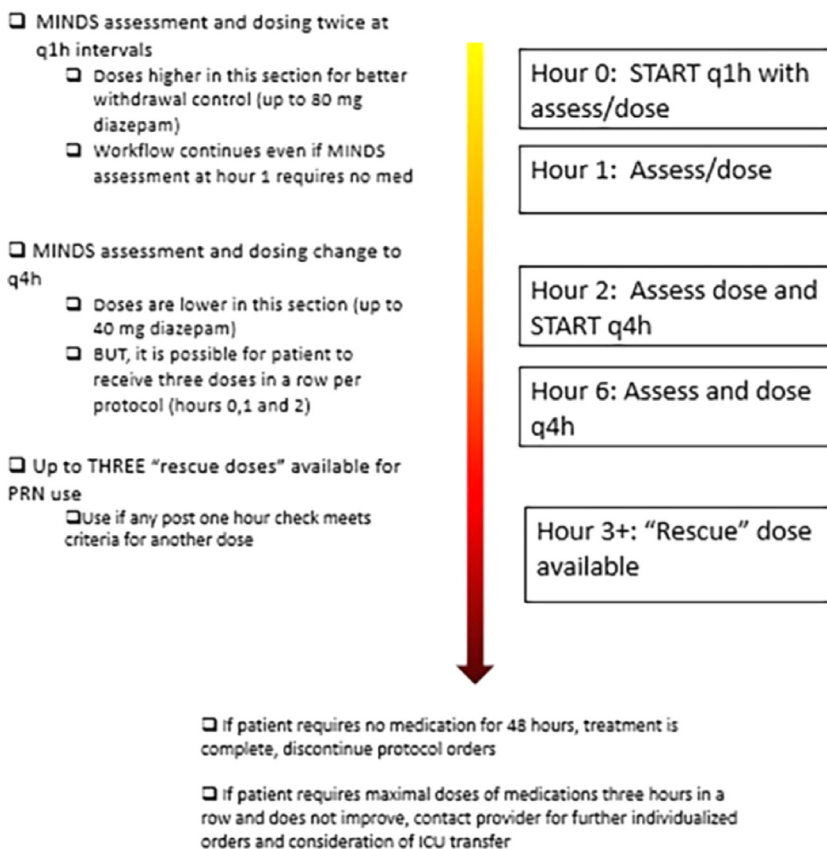 ❑ MINDS assessment and dosing twice at
q1h intervals
❑ Doses higher in this section for better
withdrawal control (up to 80 mg
diazepam)
❑ Workflow continues even if MINDS
assessment at hour 1 requires no med
❑ MINDS assessment and dosing change to
q4h
❑ Doses are lower in this section (up to
40 mg diazepam)
❑ BUT, it is possible for patient to
receive three doses in a row per
protocol (hours 0,1 and 2)
❑ Up to THREE “rescue doses” available for
PRN use
❑Use if any post one hour check meets
criteria for another dose
Hour 0: START q1h with
assess/dose
Hour 1: Assess/dose
Hour 2: Assess dose and
START q4h
Hour 6: Assess and dose
q4h
Hour 3+: “Rescue” dose
available
❑ If patient requires no medication for 48 hours, treatment is
complete, discontinue protocol orders
❑ If patient requires maximal doses of medications three hours in a
row and does not improve, contact provider for further individualized
orders and consideration of ICU transfer